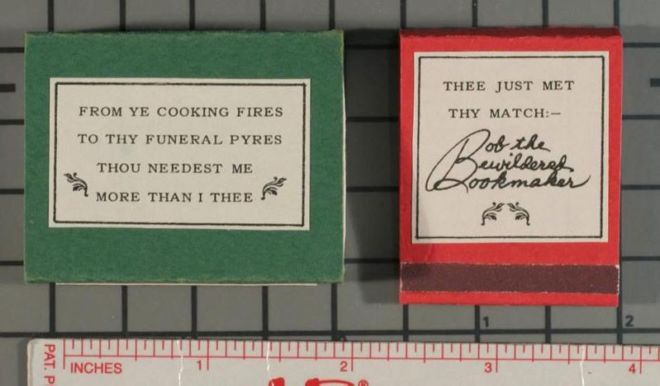 FROM YE COOKING FIRES
TO THY FUNERAL PYRES
THOU NEEDEST ME
MORE THAN I THEE
THEE JUST MET
THY MATCH:—
Bob the
Bewildered
Bookmaker
1
2
PAT. P
INCHES
1
2
3
4